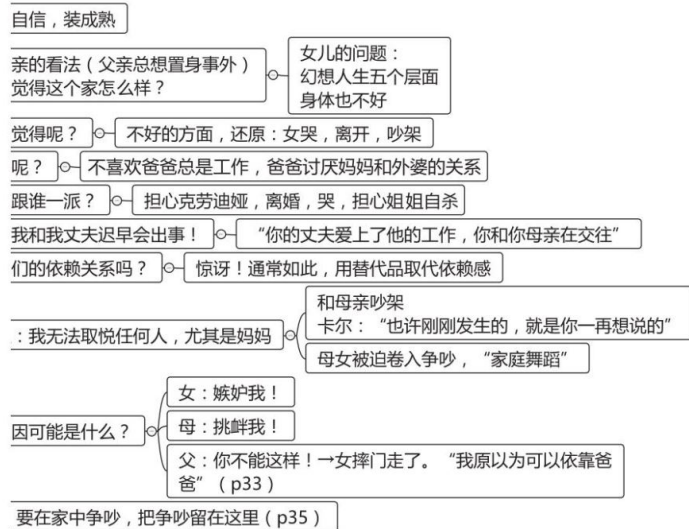 自信，装成熟
亲的看法（父亲总想置身事外）
觉得这个家怎么样？
女儿的问题：
幻想人生五个层面
身体也不好
觉得呢？
不好的方面，还原：女哭，离开，吵架
呢？
不喜欢爸爸总是工作，爸爸讨厌妈妈和外婆的关系
跟谁一派？
担心克劳迪娅，离婚，哭，担心姐姐自杀
我和我丈夫迟早会出事！
“你的丈夫爱上了他的工作，你和你母亲在交往”
们的依赖关系吗？
惊讶！通常如此，用替代品取代依赖感
：我无法取悦任何人，尤其是妈妈
和母亲吵架
卡尔：“也许刚刚发生的，就是你一再想说的”
母女被迫卷入争吵，“家庭舞蹈”
因可能是什么？
女：嫉妒我！
母：挑衅我！
父：你不能这样！→女摔门走了。“我原以为可以依靠爸
爸”（p33）
要在家中争吵，把争吵留在这里（p35）